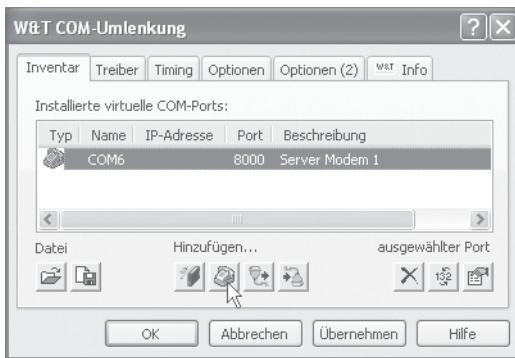 W&T COM-Umlenkung
Inventar Treiber Timing Optionen Optionen (2) W&T Info
Installierte virtuelle COM-Ports:
Typ Name IP-Adresse Port Beschreibung
COM6 8000 Server Modem 1
Datei Hinzufügen... ausgewählter Port
OK Abbrechen Übernehmen Hilfe